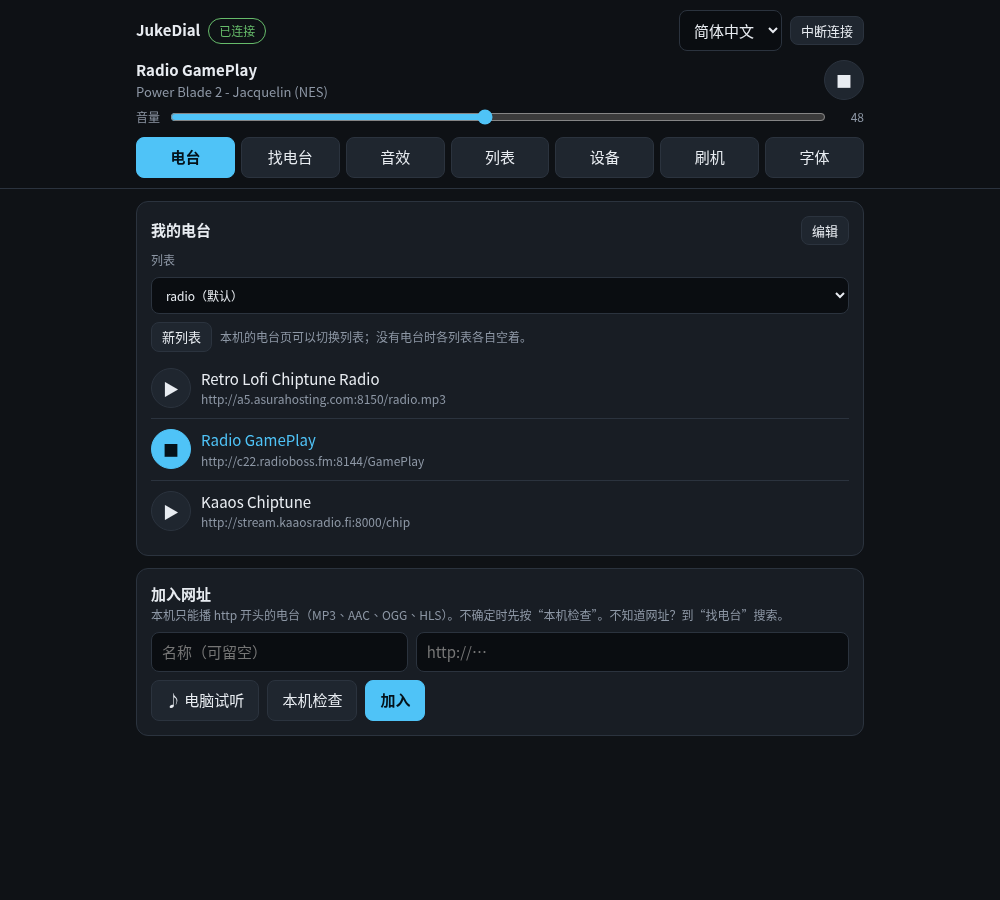 JukeDial 已连接 简体中文 中断连接
Radio GamePlay
Power Blade 2 - Jacquelin (NES)
音量 48
电台 找电台 音效 列表 设备 刷机 字体
我的电台 编辑
列表
radio（默认）
新列表 本机的电台页可以切换列表；没有电台时各列表各自空着。
Retro Lofi Chiptune Radio
http://a5.asurahosting.com:8150/radio.mp3
Radio GamePlay
http://c22.radioboss.fm:8144/GamePlay
Kaaos Chiptune
http://stream.kaaosradio.fi:8000/chip
加入网址
本机只能播 http 开头的电台（MP3、AAC、OGG、HLS）。不确定时先按“本机检查”。不知道网址？到“找电台”搜索。
名称（可留空） http://…
♪ 电脑试听 本机检查 加入